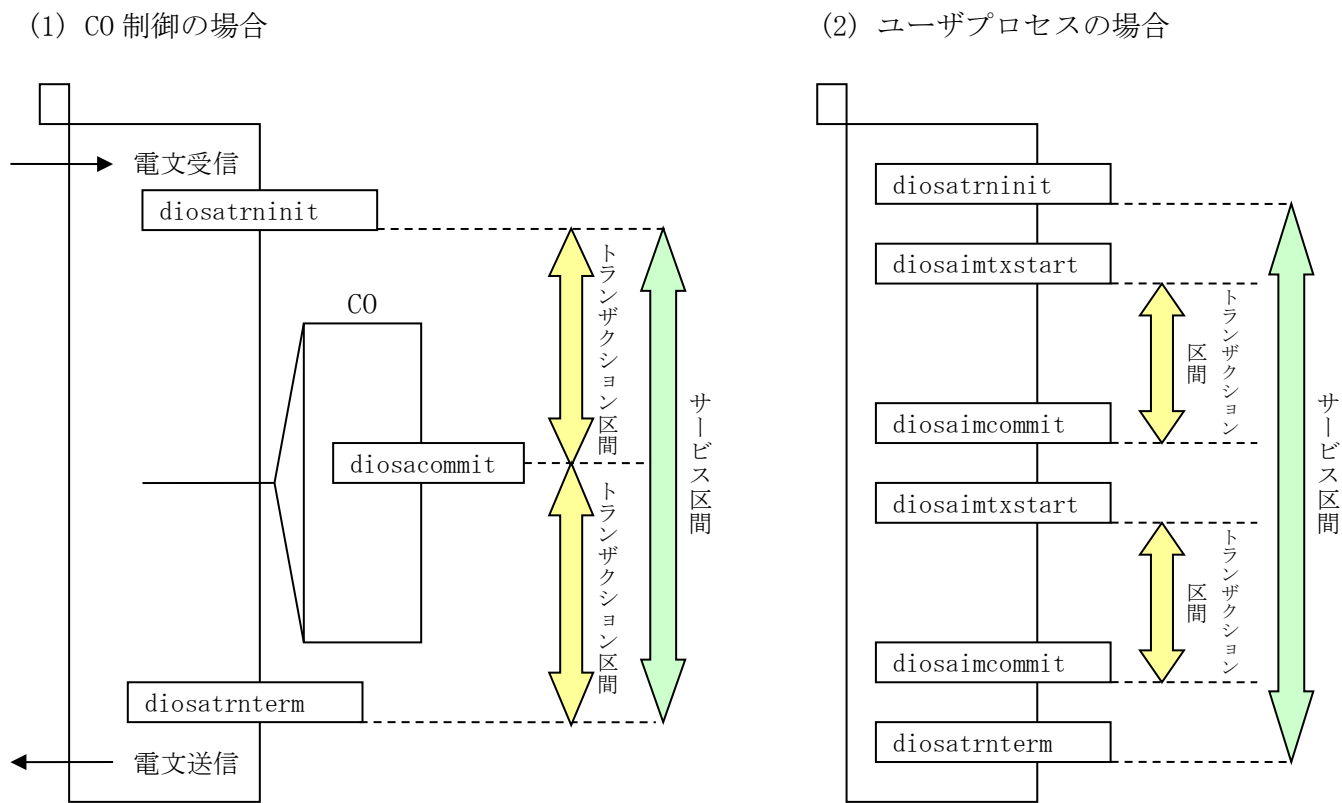 (1) CO 制御の場合
電文受信
diosatrninit
CO
diosacommit
diosatrnterm
電文送信
トランザクション区間
トランザクション区間
サービス区間
(2) ユーザプロセスの場合
diosatrninit
diosaimtxstart
diosaimcommit
diosaimtxstart
diosaimcommit
diosatrnterm
トランザクション
区間
トランザクション
区間
サービス区間